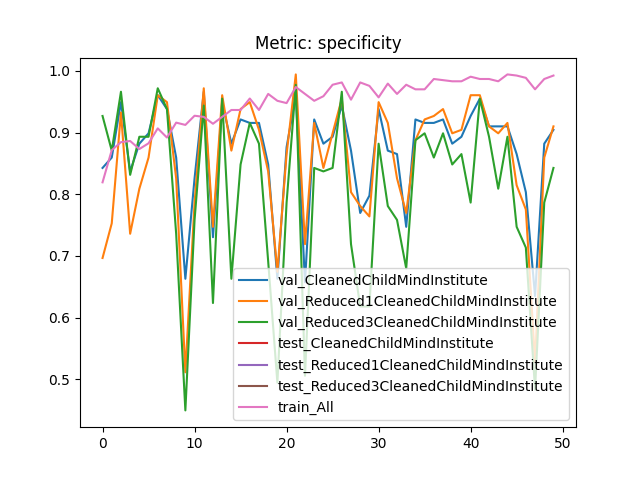 Metric: specificity
1.0
0.9
0.8
0.7
0.6
0.5
0
10
20
30
40
50
val_CleanedChildMindInstitute
val_Reduced1CleanedChildMindInstitute
val_Reduced3CleanedChildMindInstitute
test_CleanedChildMindInstitute
test_Reduced1CleanedChildMindInstitute
test_Reduced3CleanedChildMindInstitute
train_All